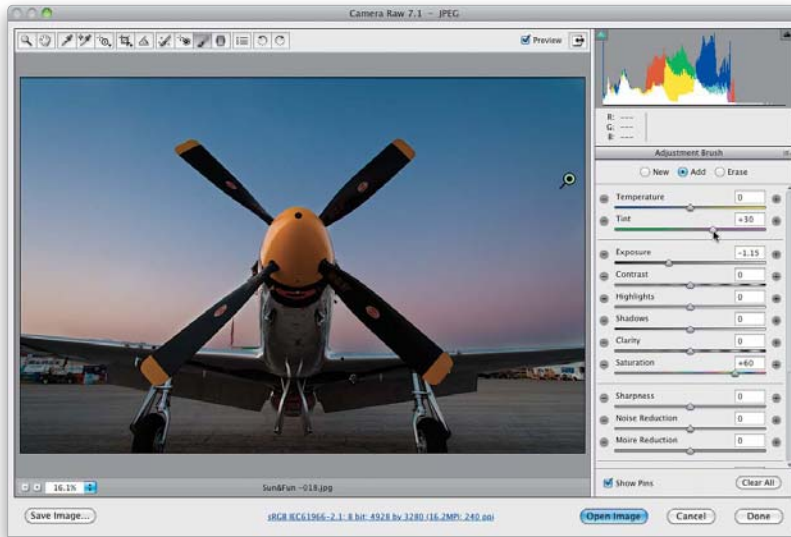 Camera Raw 7.1 – JPEG
Preview
R: ---
G: ---
B: ---
Adjustment Brush
New Add Erase
Temperature 0
Tint +30
Exposure -1.15
Contrast 0
Highlights 0
Shadows 0
Clarity 0
Saturation +60
Sharpness 0
Noise Reduction 0
Moire Reduction 0
Show Pins Clear All
16.1% Sun&Fun -018.jpg
Save Image... sRGB IEC61966-2.1; 8 bit; 4928 by 3280 (16.2MP); 240 ppi Open Image Cancel Done